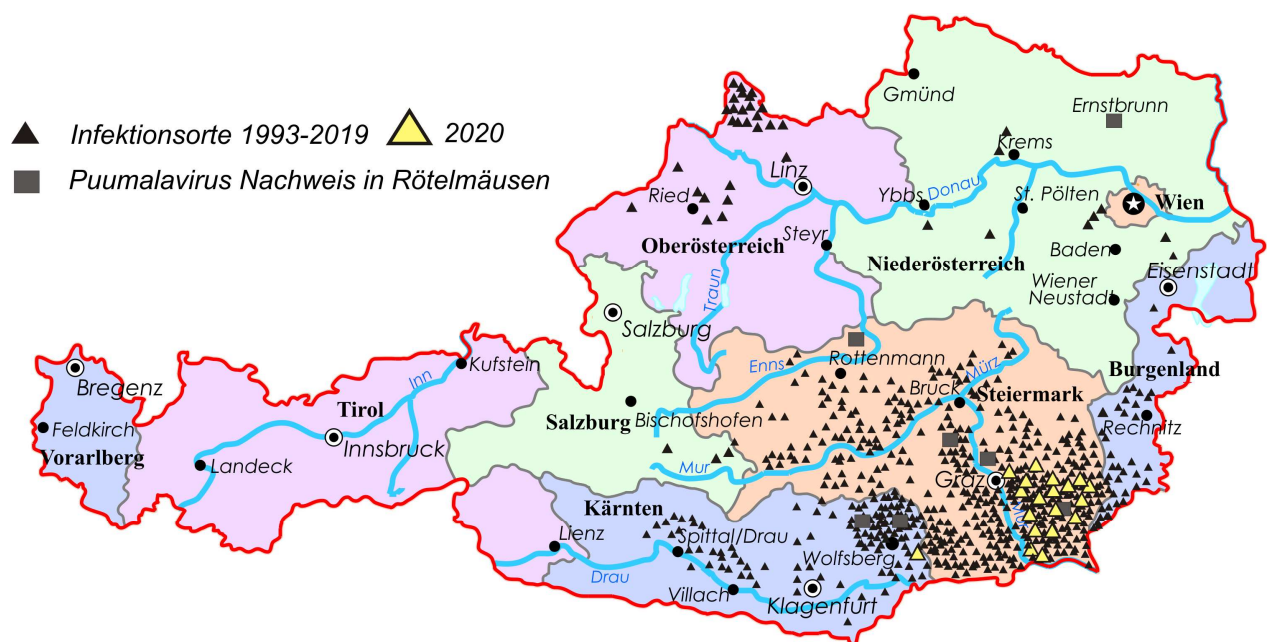 Infektionsorte 1993-2019
2020
Puumalavirus Nachweis in Rötelmäusen
Gmünd
Ernstbrunn
Krems
Linz
Ried
Ybbs
Donau
St. Pölten
Wien
Oberösterreich
Steyr
Niederösterreich
Baden
Wiener
Neustadt
Eisenstadt
Traun
Salzburg
Bregenz
Kufstein
Inn
Enns
Rottenmann
Mürz
Bruck
Steiermark
Burgenland
Feldkirch
Vorarlberg
Tirol
Innsbruck
Landeck
Salzburg
Bischofshofen
Rechnitz
Mur
Graz
Kärnten
Lienz
Spittal/Drau
Wolfsberg
Drau
Villach
Klagenfurt